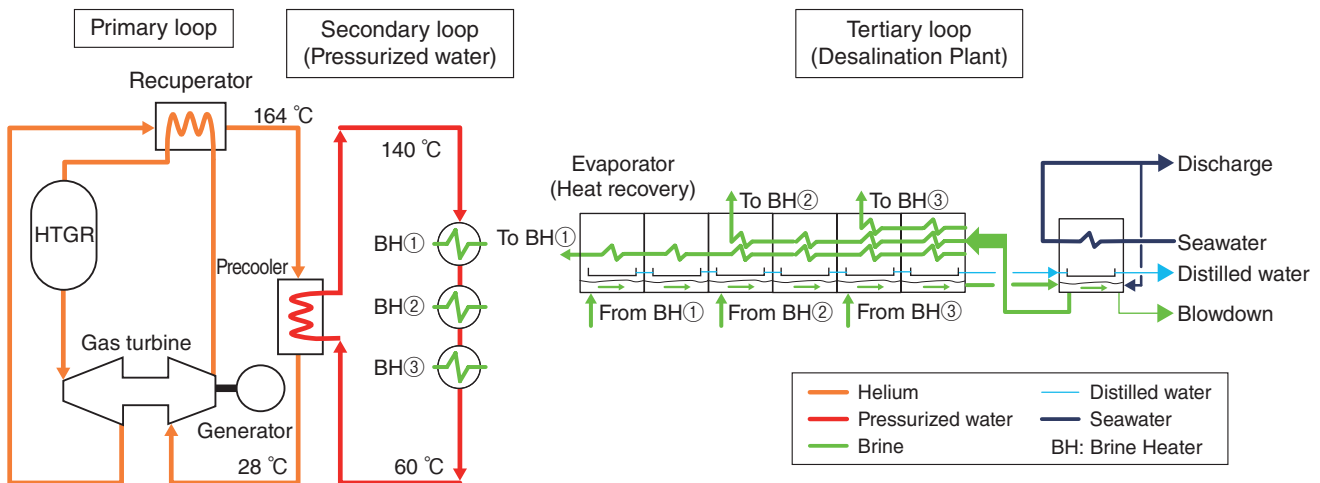 Primary loop
Secondary loop
(Pressurized water)
Tertiary loop
(Desalination Plant)
Recuperator
164 ℃
140 ℃
HTGR
Precooler
BH①
BH②
BH③
Gas turbine
Generator
28 ℃
60 ℃
Evaporator
(Heat recovery)
To BH①
To BH②
To BH③
From BH①
From BH②
From BH③
Discharge
Seawater
Distilled water
Blowdown
Helium
Pressurized water
Brine
Distilled water
Seawater
BH: Brine Heater